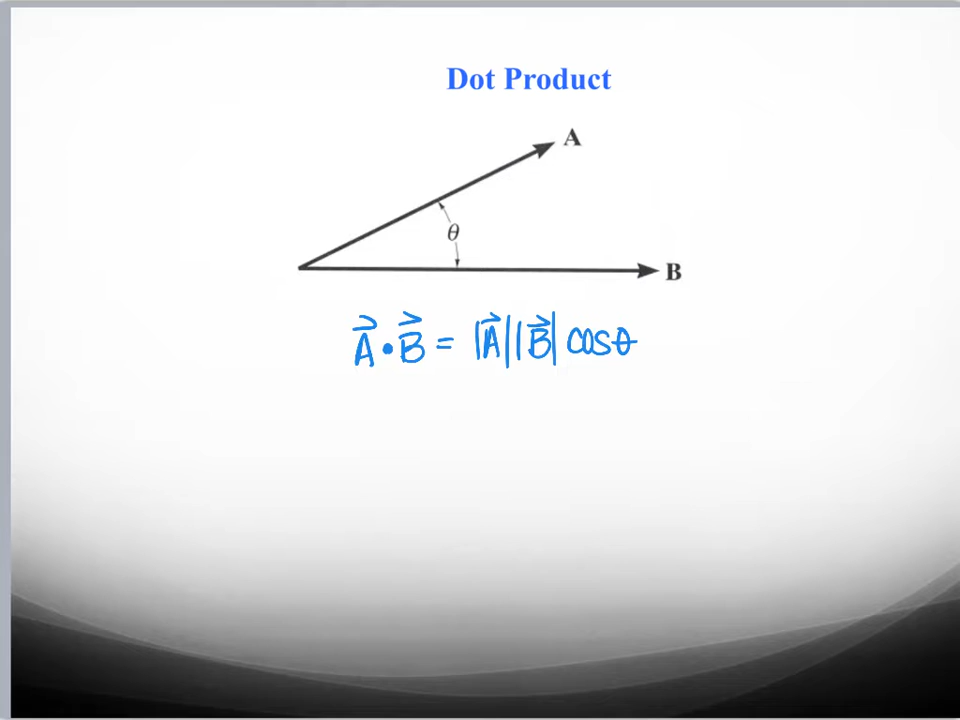 Dot Product
A
θ
B
A⃗ • B⃗ = |A⃗||B⃗| cosθ